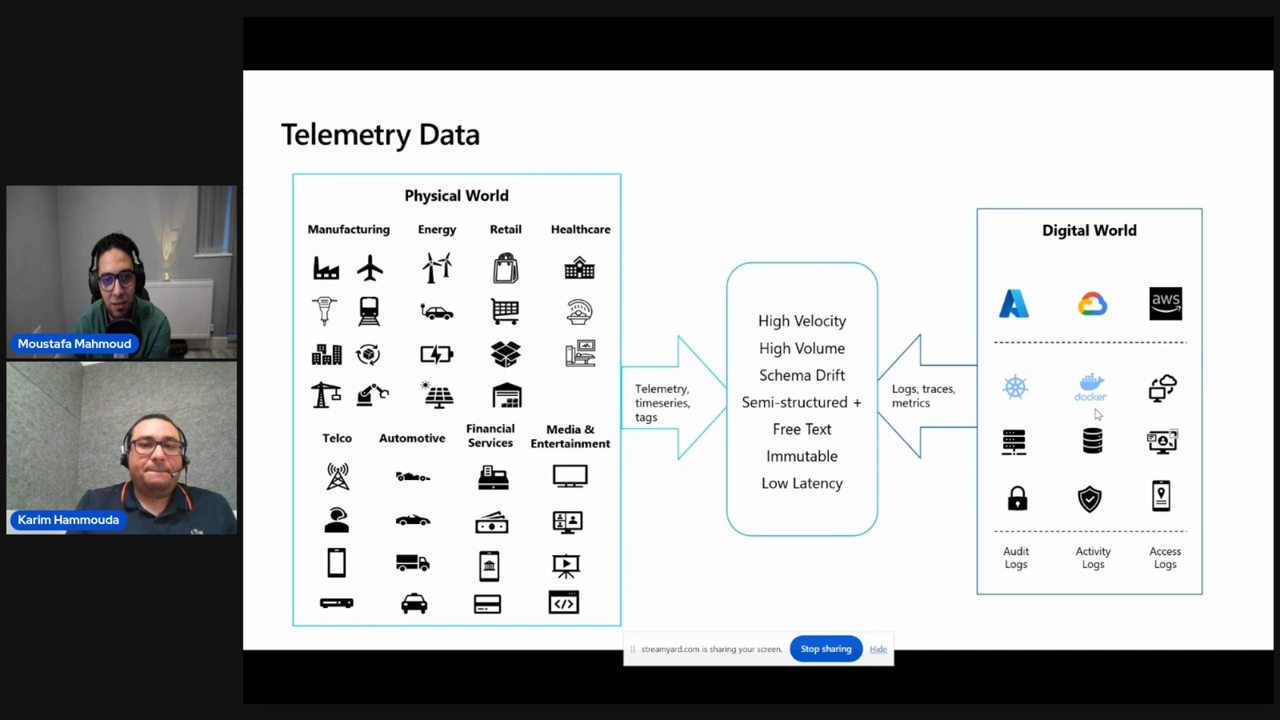 Telemetry Data
Physical World
Manufacturing
Energy
Retail
Healthcare
Telco
Automotive
Financial
Services
Media &
Entertainment
Telemetry,
timeseries,
tags
High Velocity
High Volume
Schema Drift
Semi-structured +
Free Text
Immutable
Low Latency
Logs, traces,
metrics
Digital World
aws
docker
Audit
Logs
Activity
Logs
Access
Logs
Moustafa Mahmoud
Karim Hammouda
streamyard.com is sharing your screen.
Stop sharing
Hide